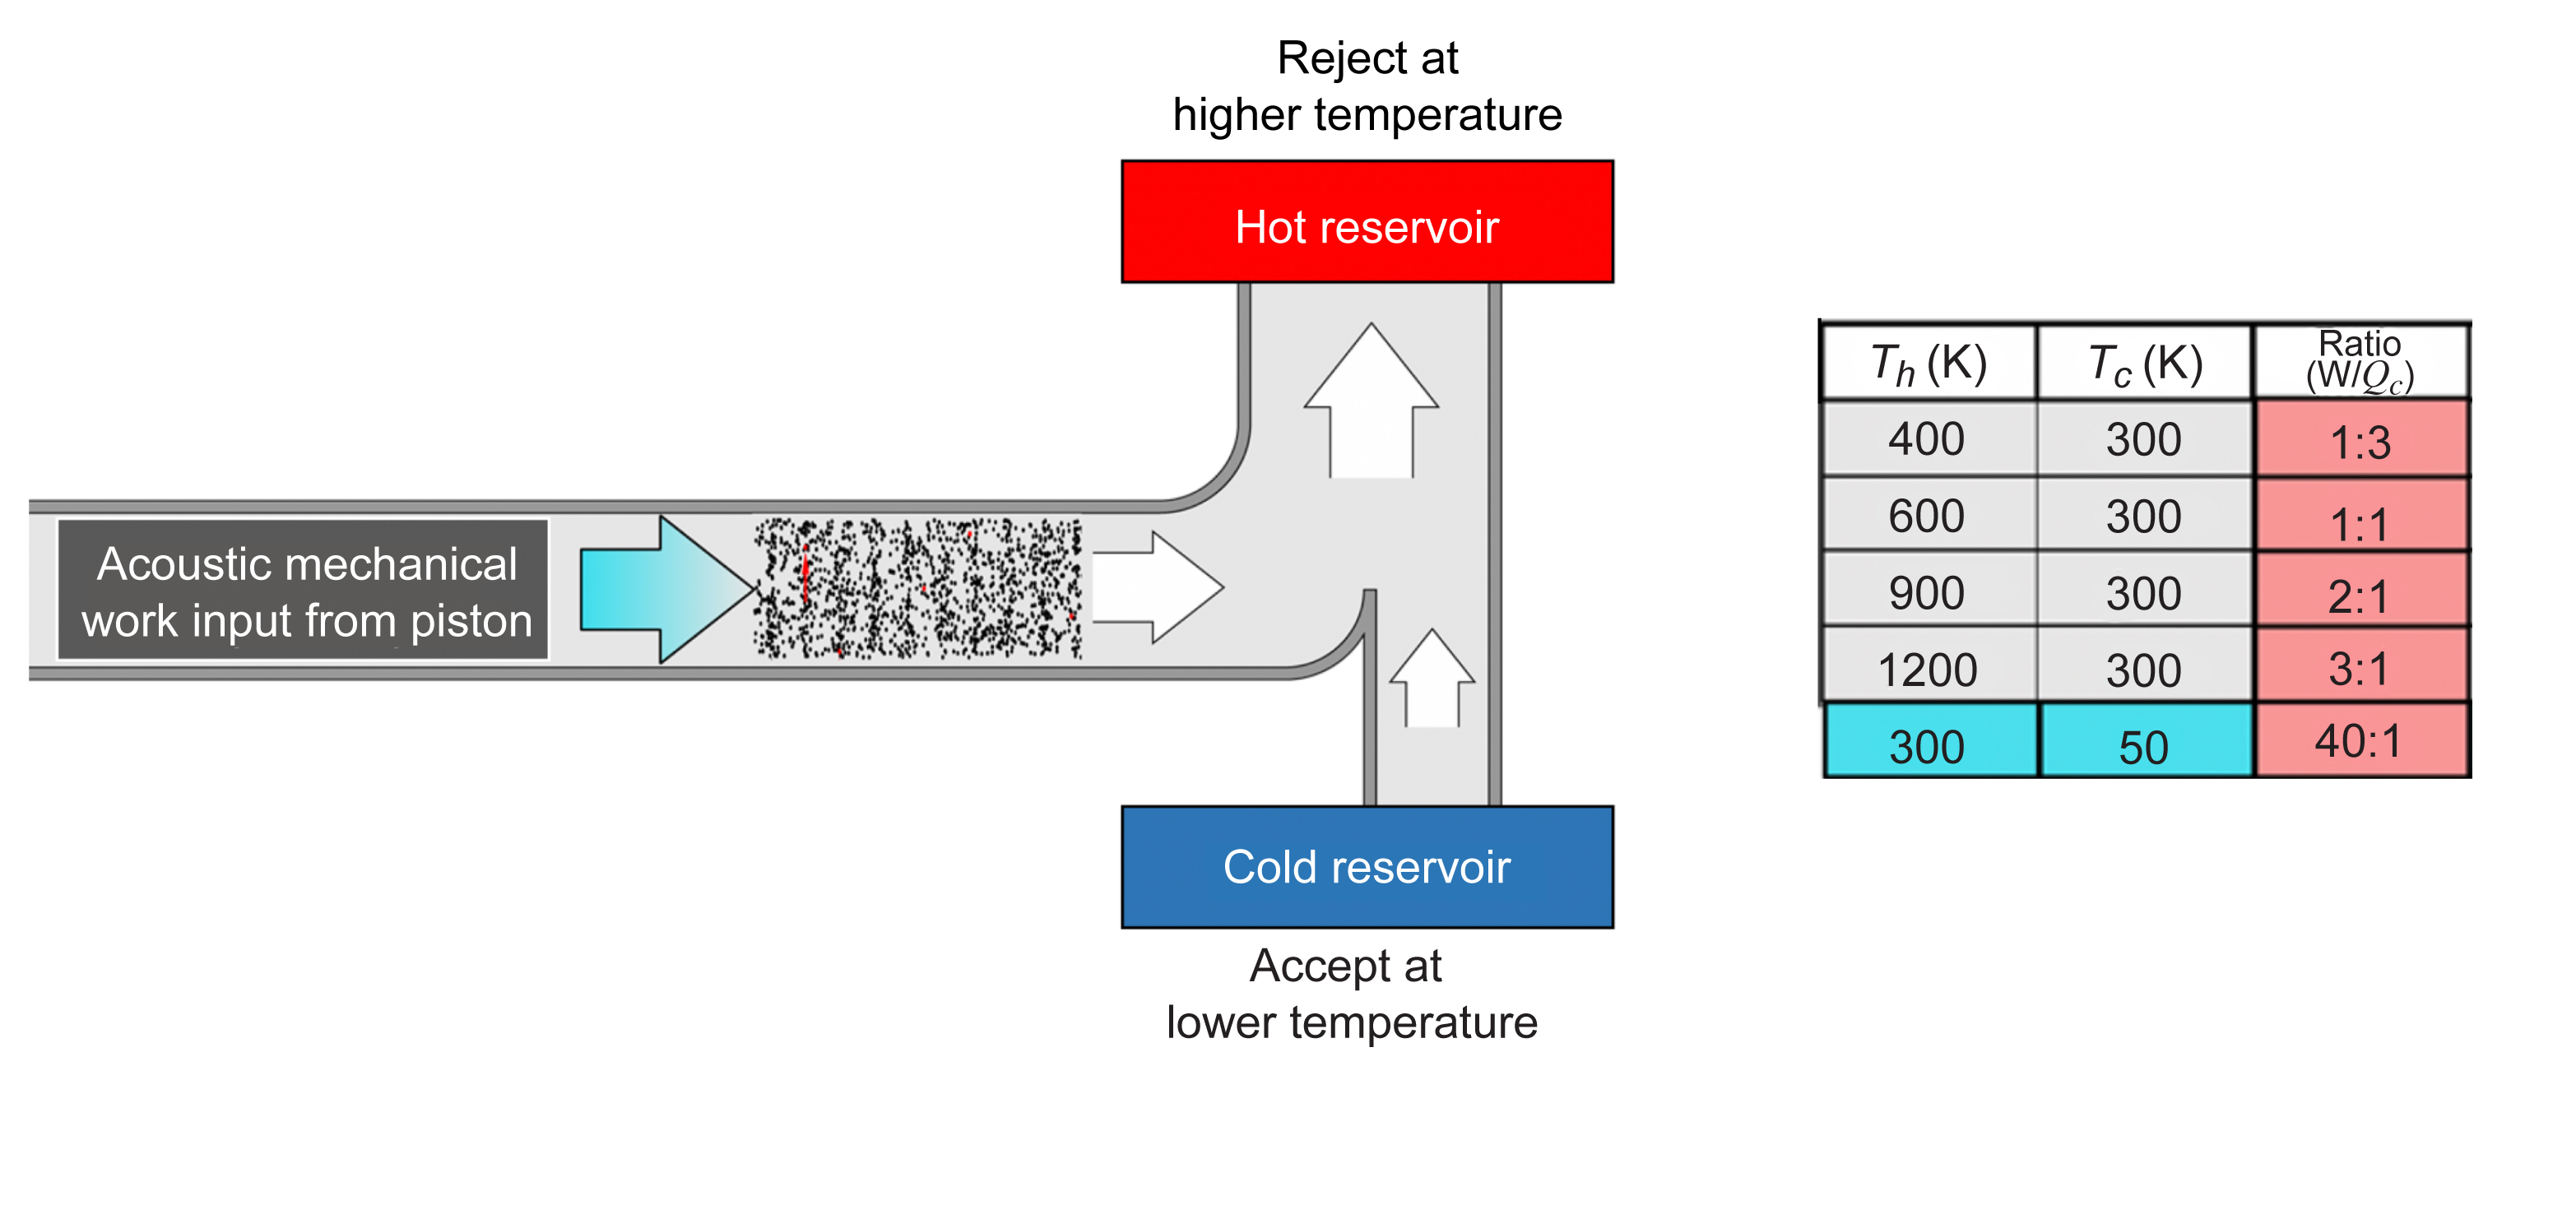 Reject at
higher temperature
Hot reservoir
Acoustic mechanical
work input from piston
Cold reservoir
Accept at
lower temperature
Th (K) Tc (K) Ratio (W/Qc)
400 300 1:3
600 300 1:1
900 300 2:1
1200 300 3:1
300 50 40:1